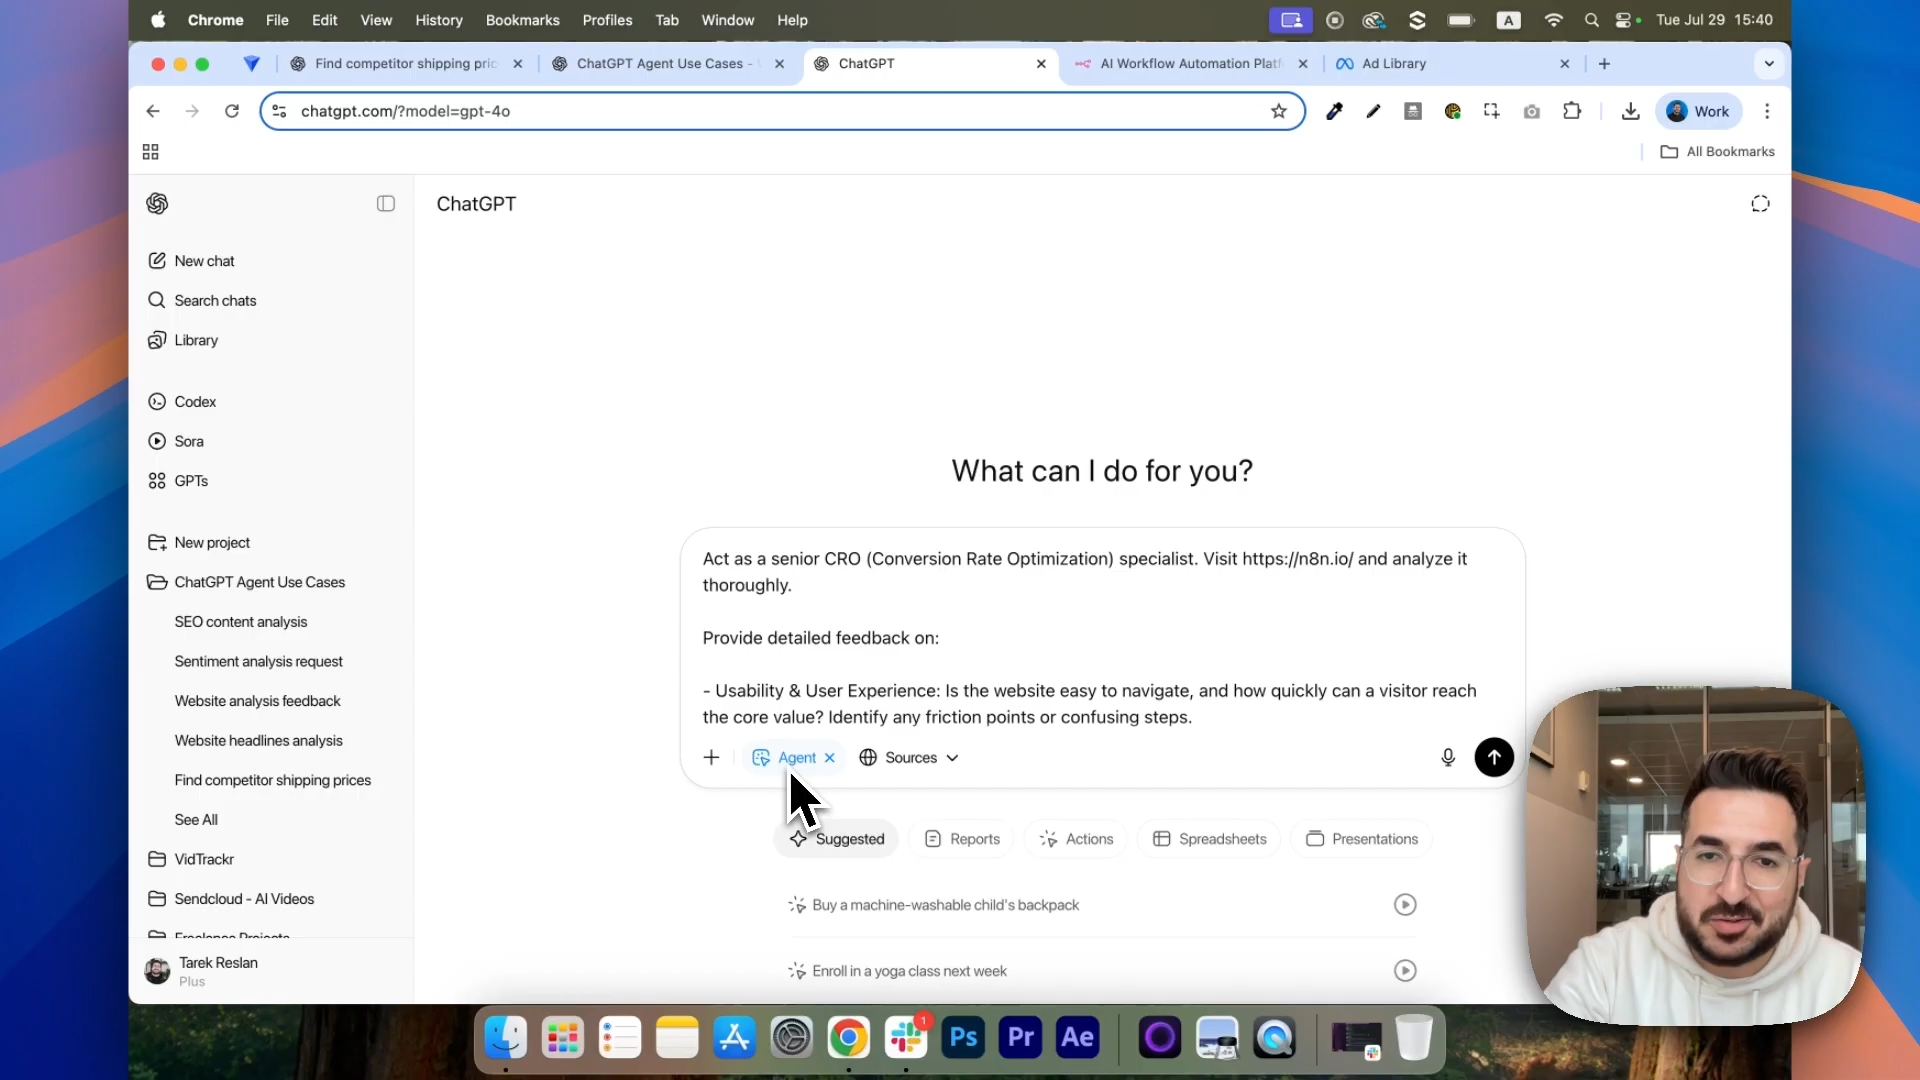 Chrome File Edit View History Bookmarks Profiles Tab Window Help
A Tue Jul 29 15:40
Find competitor shipping pric
ChatGPT Agent Use Cases -
ChatGPT
AI Workflow Automation Platf
Ad Library
chatgpt.com/?model=gpt-4o
Work
All Bookmarks
ChatGPT
New chat
Search chats
Library
Codex
Sora
GPTs
New project
ChatGPT Agent Use Cases
SEO content analysis
Sentiment analysis request
Website analysis feedback
Website headlines analysis
Find competitor shipping prices
See All
VidTrackr
Sendcloud - AI Videos
Freelance Projects
Tarek Reslan
Plus
What can I do for you?
Act as a senior CRO (Conversion Rate Optimization) specialist. Visit https://n8n.io/ and analyze it
thoroughly.
Provide detailed feedback on:
- Usability & User Experience: Is the website easy to navigate, and how quickly can a visitor reach
the core value? Identify any friction points or confusing steps.
Agent
Sources
Suggested
Reports
Actions
Spreadsheets
Presentations
Buy a machine-washable child's backpack
Enroll in a yoga class next week
1
Ps
Pr
Ae